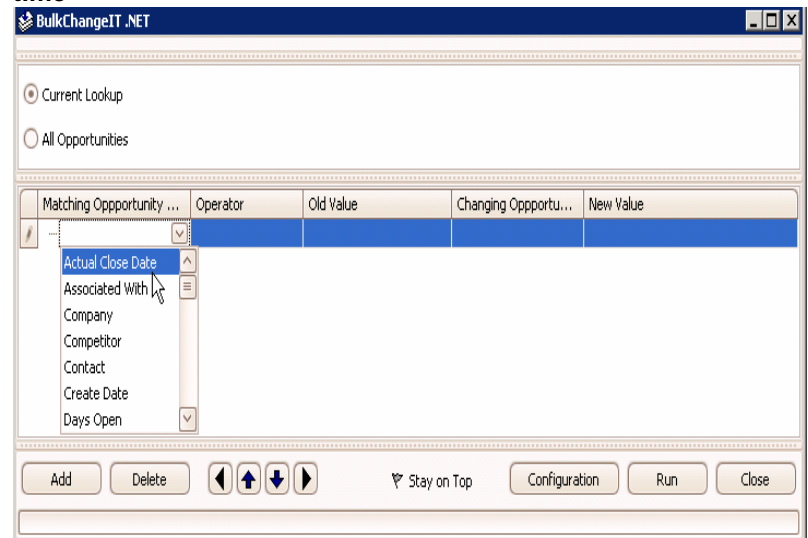 BulkChangeIT .NET
Current Lookup
All Opportunities
Matching Oppportunity ... Operator Old Value Changing Oppportu... New Value
Actual Close Date
Associated With
Company
Competitor
Contact
Create Date
Days Open
Add Delete Stay on Top Configuration Run Close